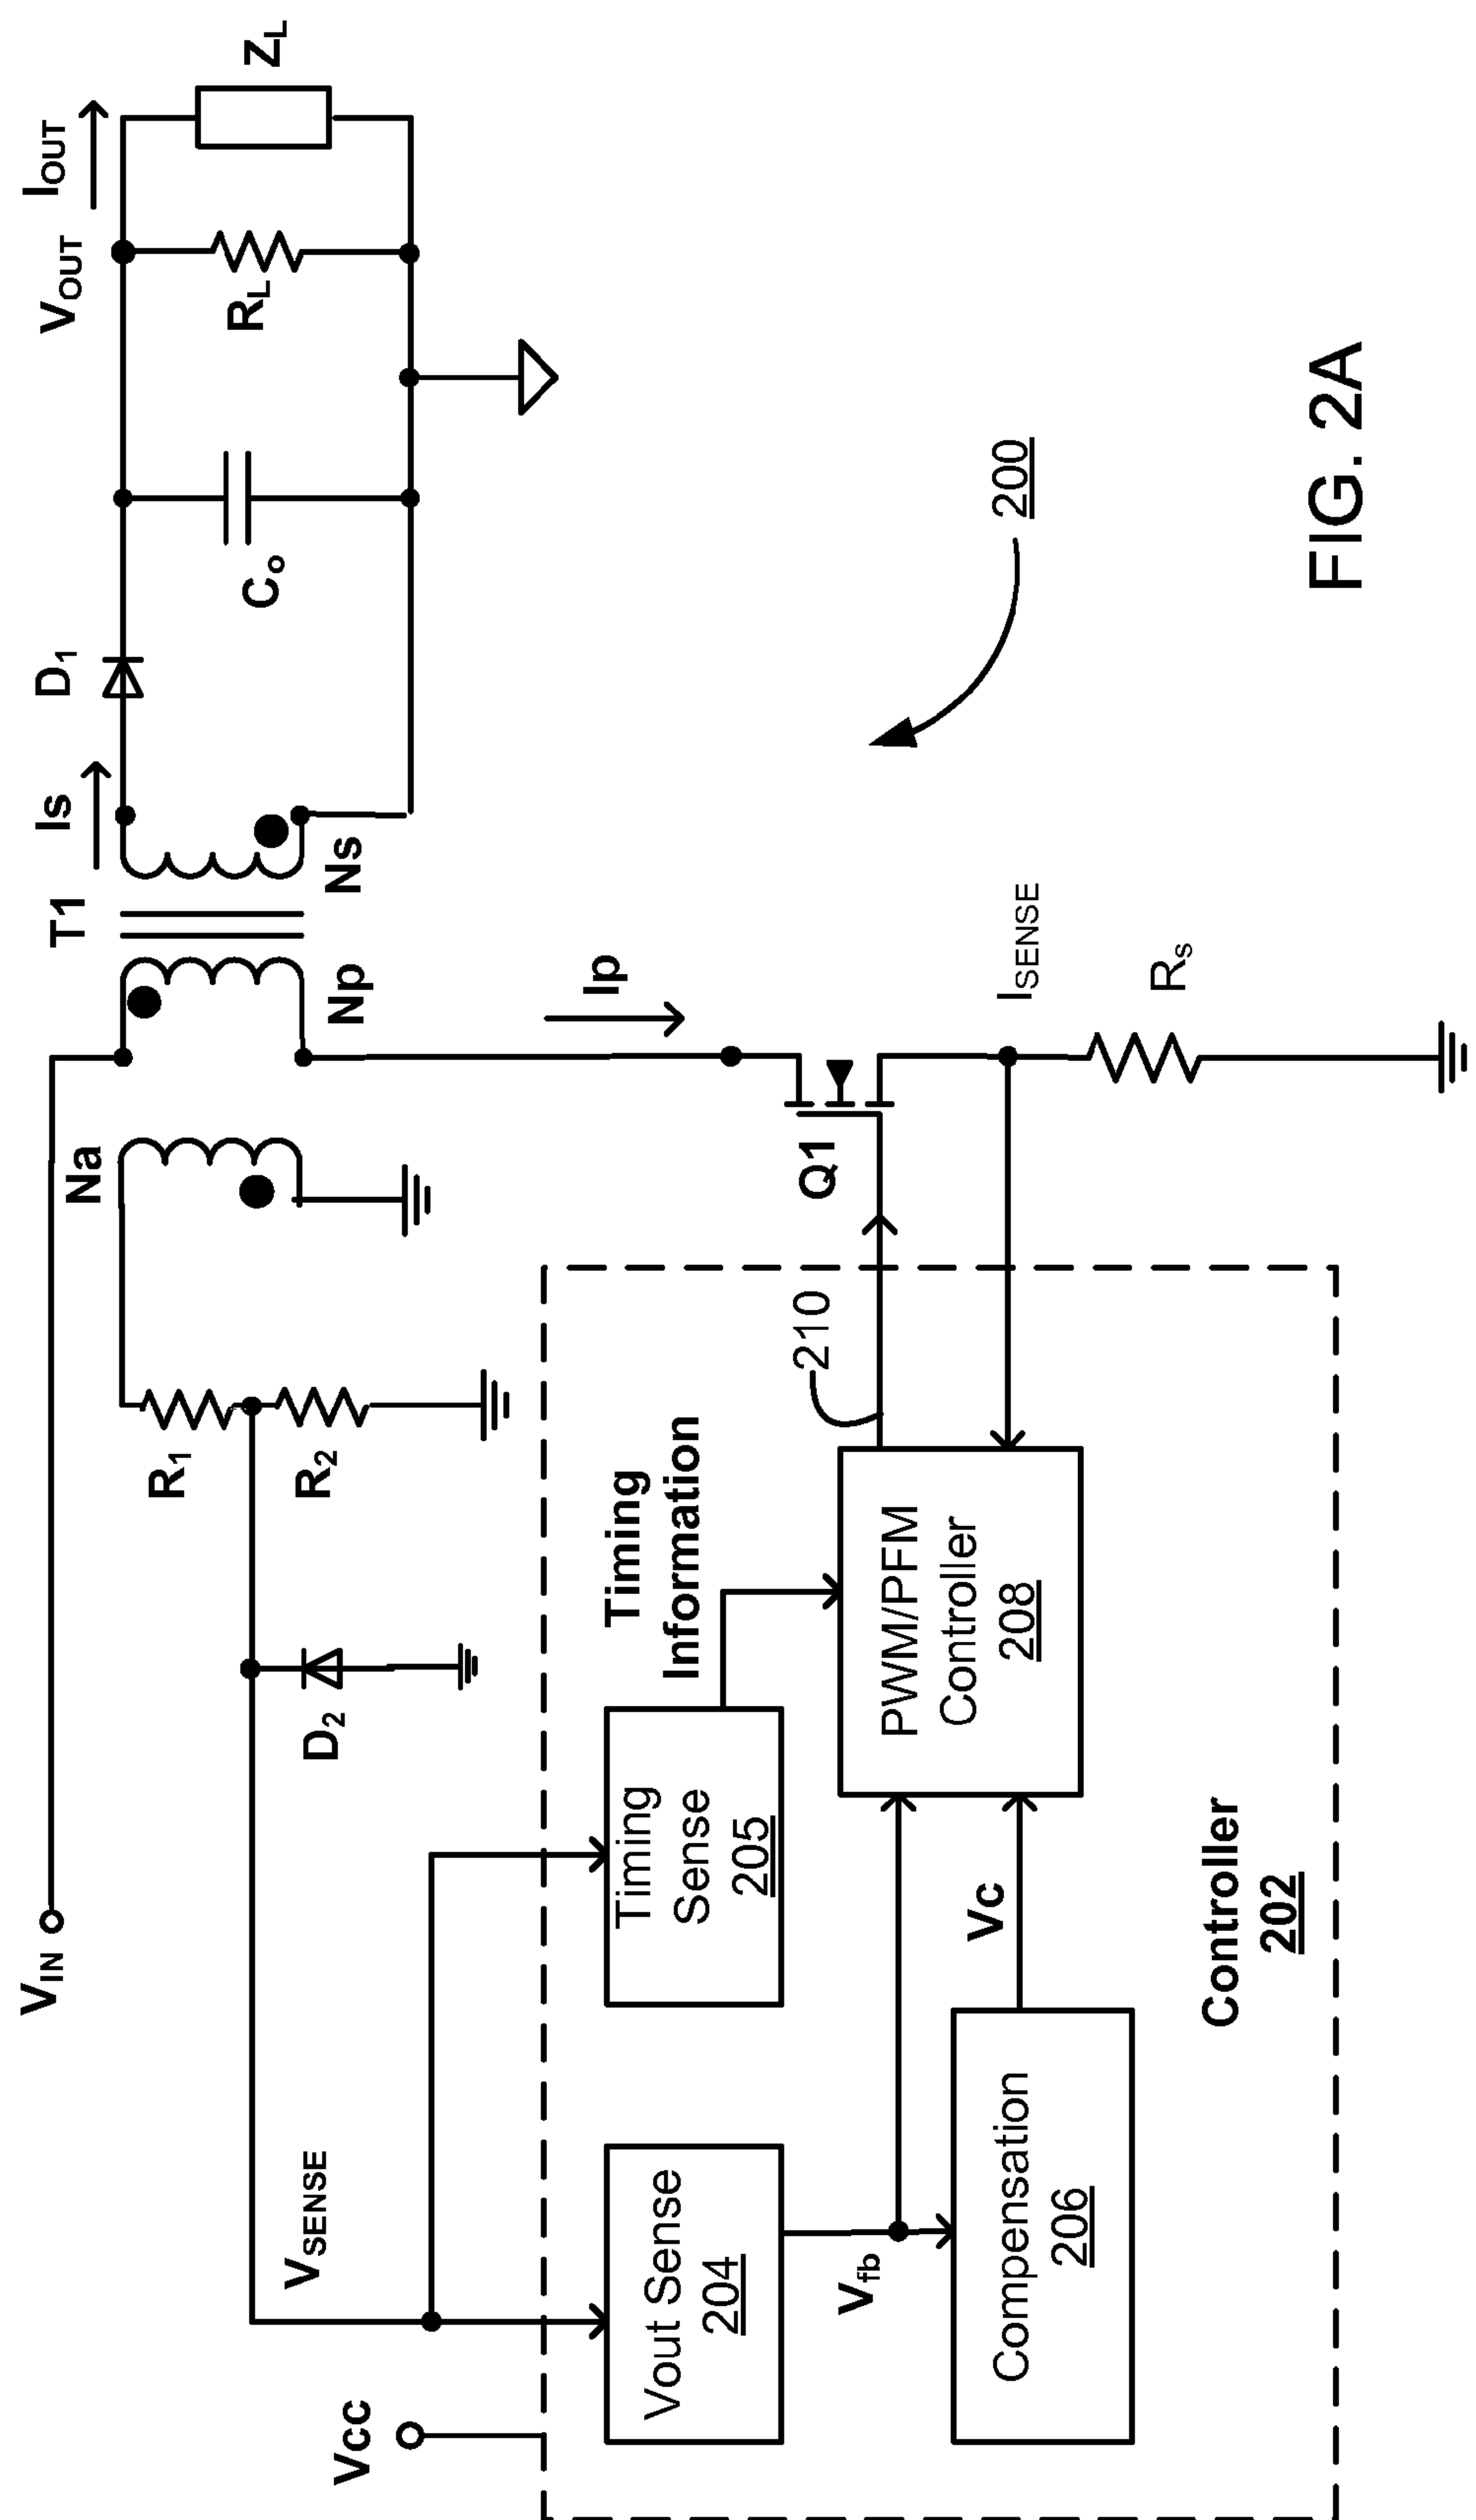 VIN
T1
Is
D1
VOUT
IOUT
Na
Np
Ns
Co
RL
ZL
R1
R2
D2
VSENSE
Vcc
Ip
Q1
ISENSE
Rs
200
210
Timing
Information
Vout Sense
204
Timing
Sense
205
Vfb
PWM/PFM
Controller
208
Vc
Compensation
206
Controller
202
FIG. 2A